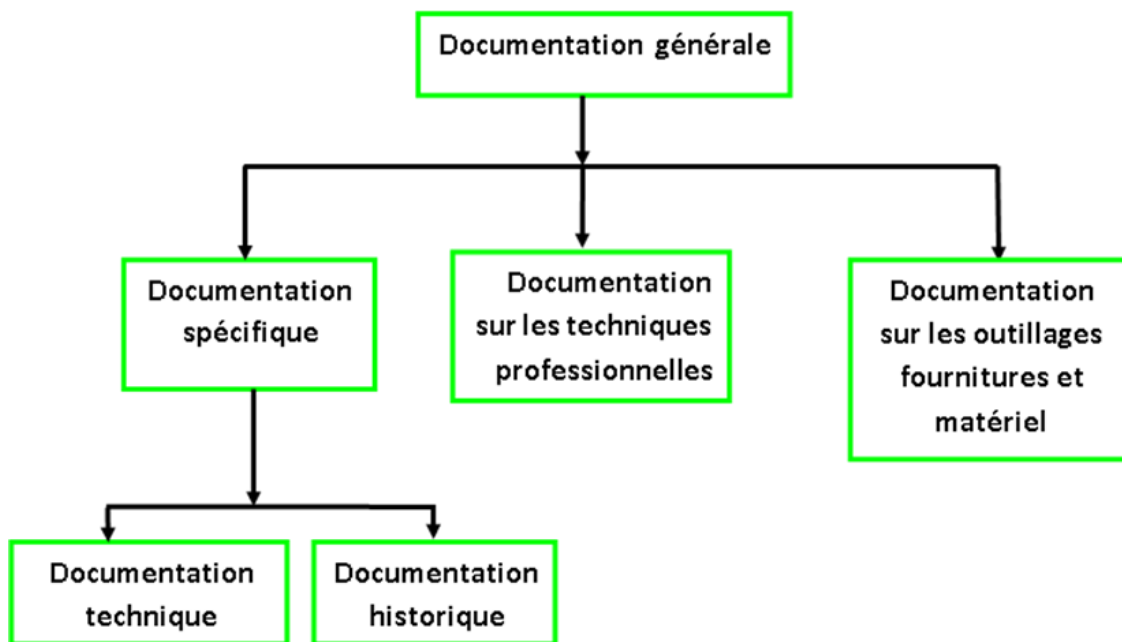 Documentation générale
Documentation
spécifique
Documentation
sur les techniques
professionnelles
Documentation
sur les outillages
fournitures et
matériel
Documentation
technique
Documentation
historique